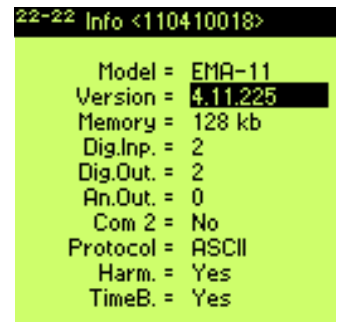 22-22 Info <110410018>
Model = EMA-11
Version = 4.11.225
Memory = 128 kb
Dig.Inp. = 2
Dig.Out. = 2
An.Out. = 0
Com 2 = No
Protocol = ASCII
Harm. = Yes
TimeB. = Yes